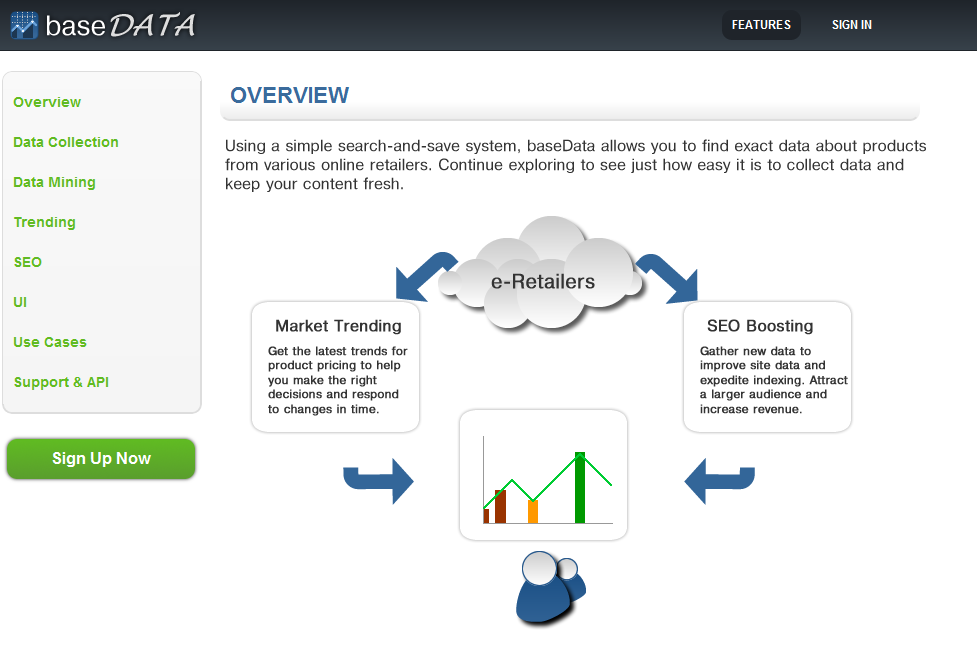 baseDATA
FEATURES
SIGN IN
Overview
Data Collection
Data Mining
Trending
SEO
UI
Use Cases
Support & API
Sign Up Now
OVERVIEW
Using a simple search-and-save system, baseData allows you to find exact data about products
from various online retailers. Continue exploring to see just how easy it is to collect data and
keep your content fresh.
e-Retailers
Market Trending
Get the latest trends for
product pricing to help
you make the right
decisions and respond
to changes in time.
SEO Boosting
Gather new data to
improve site data and
expedite indexing. Attract
a larger audience and
increase revenue.